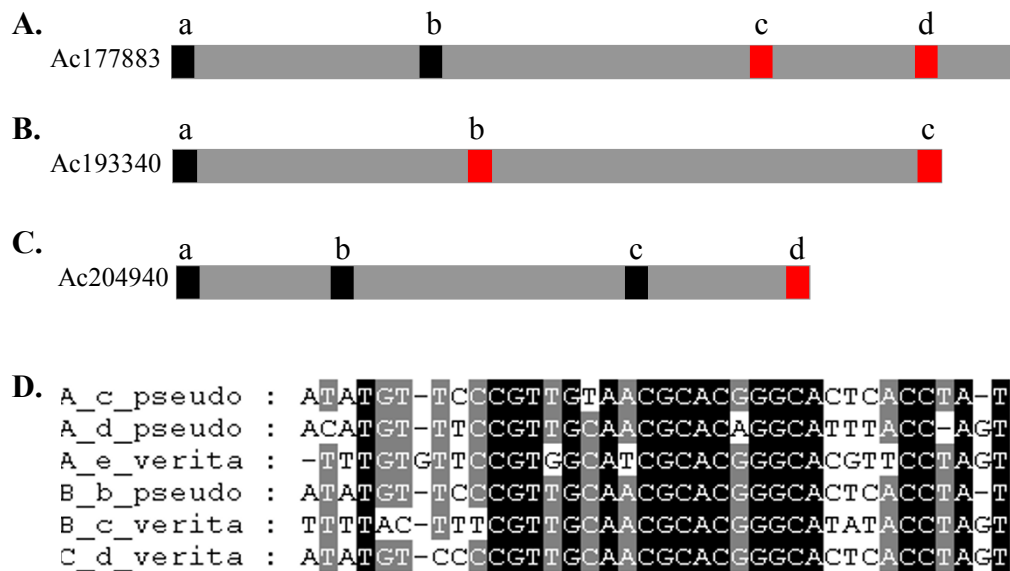 A.
a b c d
Ac177883
B.
a b c
Ac193340
C.
a b c d
Ac204940
D.
A_c_pseudo : ATATGT-TCCCGTTGTAACGCACGGGCACTCACCTA-T
A_d_pseudo : ACATGT-TTCCGTTGCAACGCACAGGCATTTACC-AGT
A_e_verita : -TTTGTGTTCCGTGGCATCGCACGGGCACGTTCCTAGT
B_b_pseudo : ATATGT-TCCCGTTGCAACGCACGGGCACTCACCTA-T
B_c_verita : TTTTAC-TTTCGTTGCAACGCACGGGCATATACCTAGT
C_d_verita : ATATGT-CCCCGTTGCAACGCACGGGCACTCACCTAGT